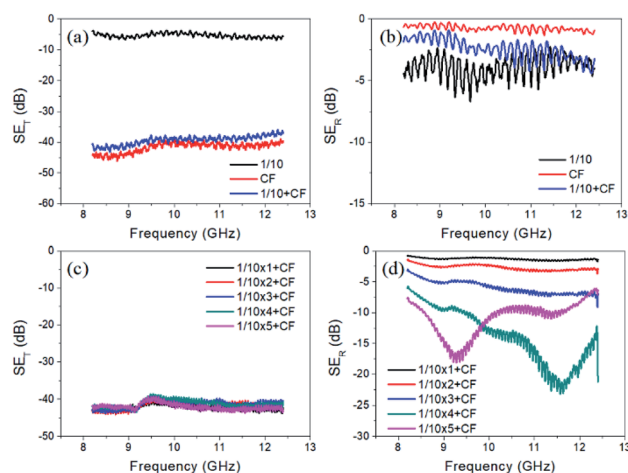 (a)
0
-10
-20
-30
-40
-50
-60
SE_T (dB)
1/10
CF
1/10+CF
8 9 10 11 12 13
Frequency (GHz)
(b)
0
-5
-10
-15
SE_R (dB)
1/10
CF
1/10+CF
8 9 10 11 12 13
Frequency (GHz)
(c)
0
-10
-20
-30
-40
-50
SE_T (dB)
1/10x1+CF
1/10x2+CF
1/10x3+CF
1/10x4+CF
1/10x5+CF
8 9 10 11 12 13
Frequency (GHz)
(d)
0
-5
-10
-15
-20
-25
-30
SE_R (dB)
1/10x1+CF
1/10x2+CF
1/10x3+CF
1/10x4+CF
1/10x5+CF
8 9 10 11 12 13
Frequency (GHz)